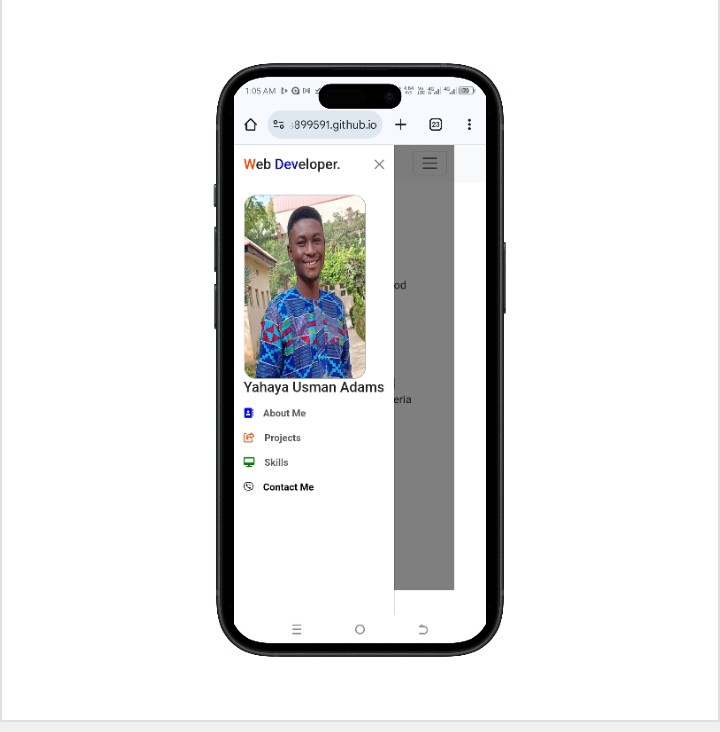 1:05 AM
899591.github.io
23
Web Developer.
Yahaya Usman Adams
About Me
Projects
Skills
Contact Me
od
eria